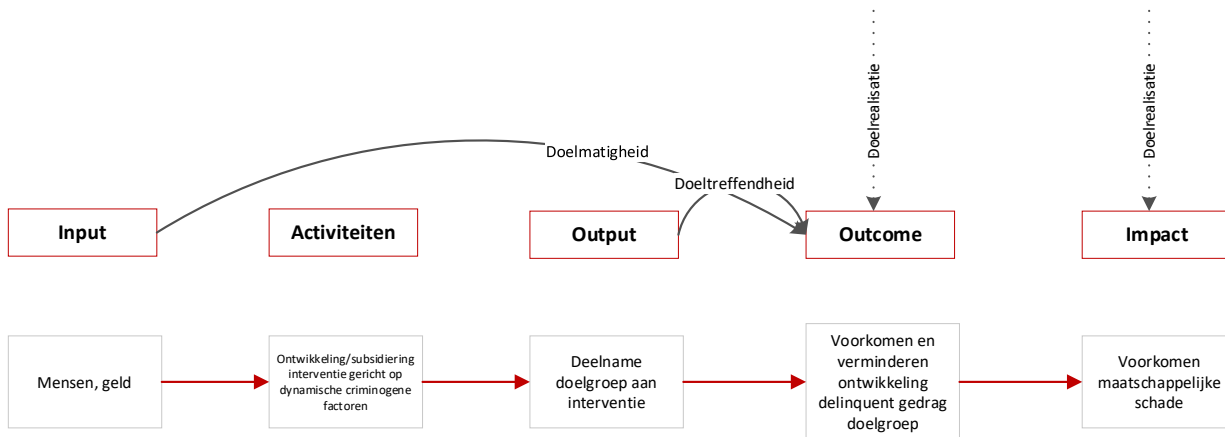 Doelrealisatie
Doelrealisatie
Doelmatigheid
Doeltreffendheid
Input
Activiteiten
Output
Outcome
Impact
Mensen, geld
Ontwikkeling/subsidiering
interventie gericht op
dynamische criminogene
factoren
Deelname
doelgroep aan
interventie
Voorkomen en
verminderen
ontwikkeling
delinquent gedrag
doelgroep
Voorkomen
maatschappelijke
schade